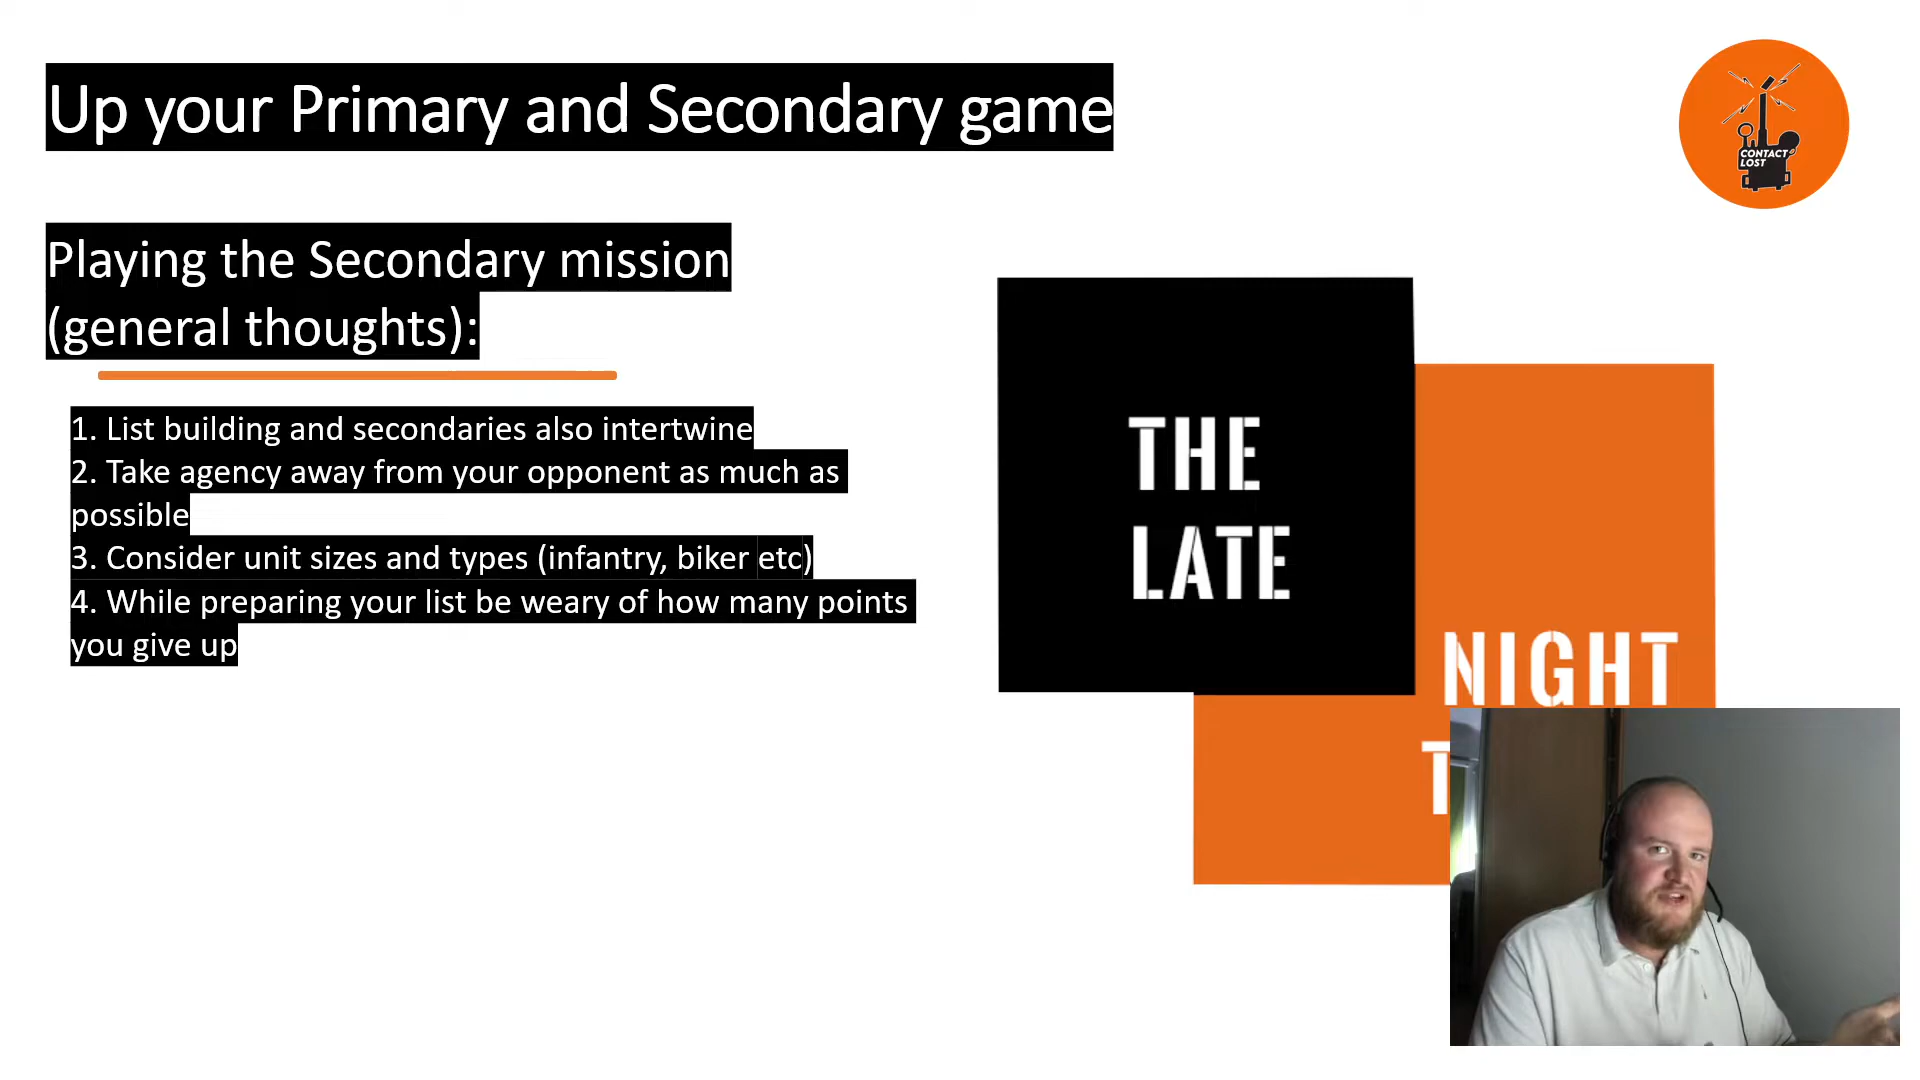 Up your Primary and Secondary game
CONTACT
LOST
Playing the Secondary mission
(general thoughts):
1. List building and secondaries also intertwine
2. Take agency away from your opponent as much as
possible
3. Consider unit sizes and types (infantry, biker etc)
4. While preparing your list be weary of how many points
you give up
THE
LATE
NIGHT